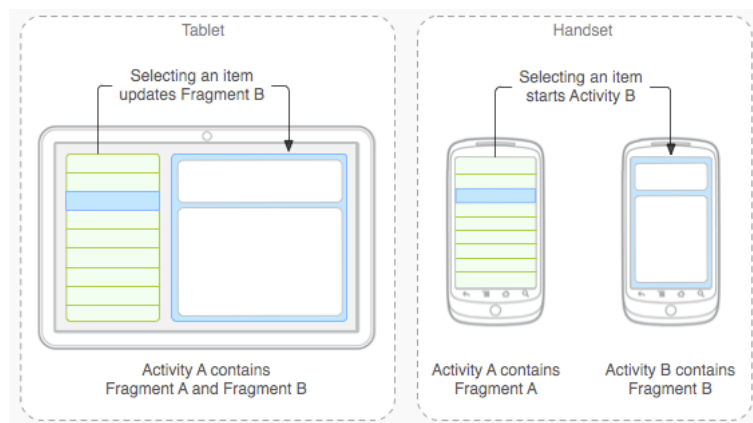 Tablet
Selecting an item
updates Fragment B
Activity A contains
Fragment A and Fragment B
Handset
Selecting an item
starts Activity B
Activity A contains
Fragment A
Activity B contains
Fragment B